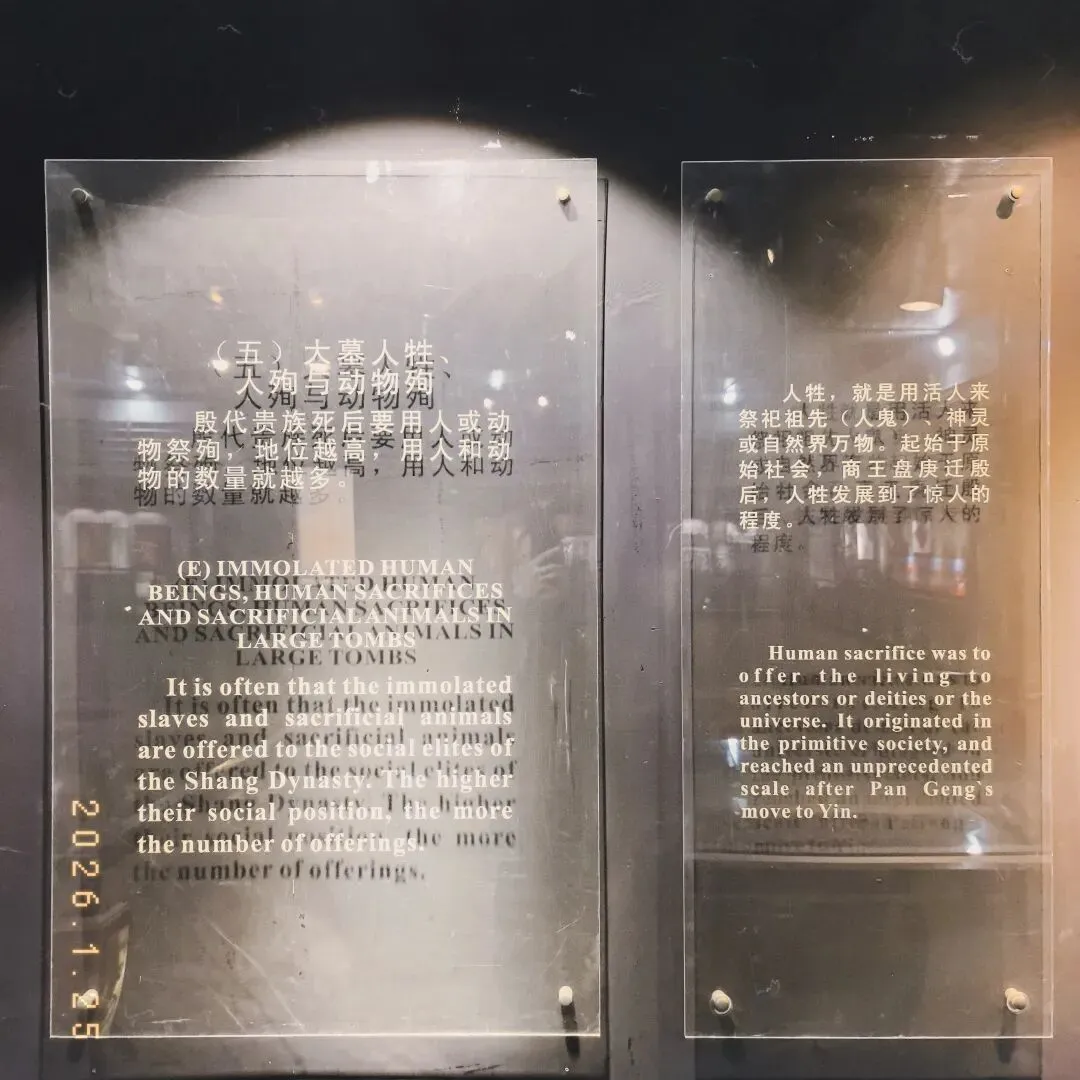 （五）大墓人牲、
人殉与动物殉
殷代贵族死后要用人或动
物祭殉，地位越高，用人和动
物的数量就越多。
(E) IMMOLATED HUMAN
BEINGS, HUMAN SACRIFICES
AND SACRIFICIAL ANIMALS IN
LARGE TOMBS
It is often that the immolated
slaves and sacrificial animals
are offered to the social elites of
the Shang Dynasty. The higher
their social position, the more
the number of offerings.
人牲，就是用活人来
祭祀祖先（人鬼）、神灵
或自然界万物。起始于原
始社会、商王盘庚迁殷
后，人牲发展到了惊人的
程度。
Human sacrifice was to
offer the living to
ancestors or deities or the
universe. It originated in
the primitive society, and
reached an unprecedented
scale after Pan Geng`s
move to Yin.
2026.1.25